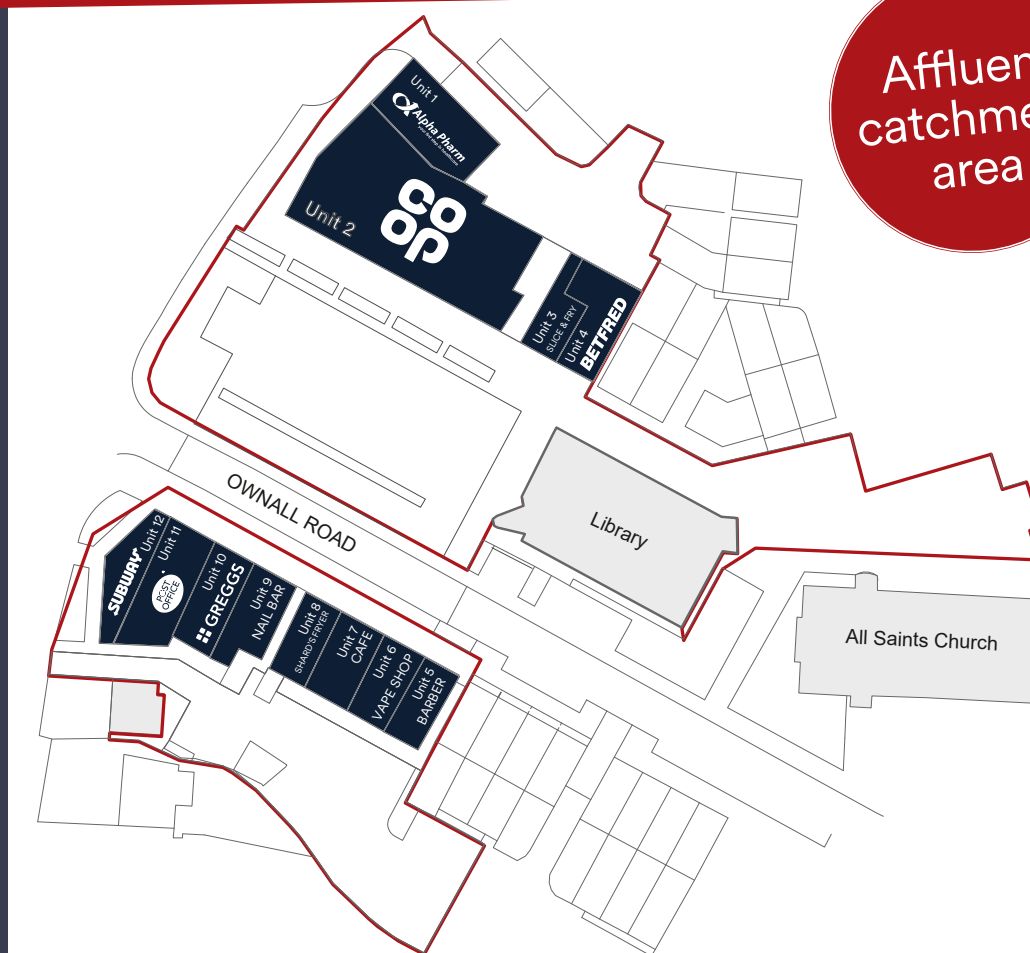 Affluen
catchme
area
Unit 1
Alpha Pharm
Unit 2
CO
OP
Unit 3
SLICE & FRY
Unit 4
BETFRED
OWNALL ROAD
Library
All Saints Church
Unit 12
SUBWAY
Unit 11
POST
OFFICE
Unit 10
GREGGS
Unit 9
NAIL BAR
Unit 8
SHARD'S FRYER
Unit 7
CAFE
Unit 6
VAPE SHOP
Unit 5
BARBER